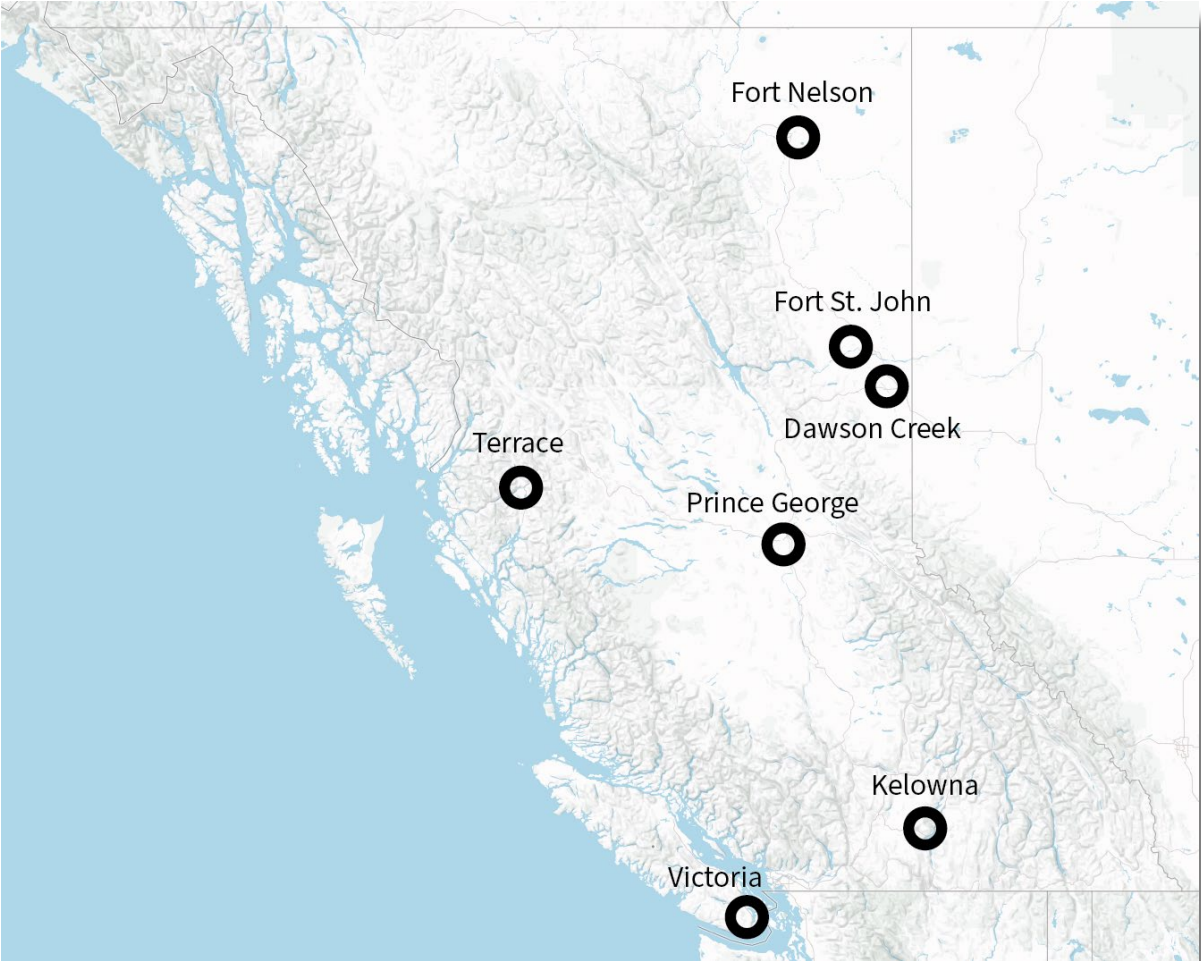 Fort Nelson
Fort St. John
Dawson Creek
Terrace
Prince George
Kelowna
Victoria